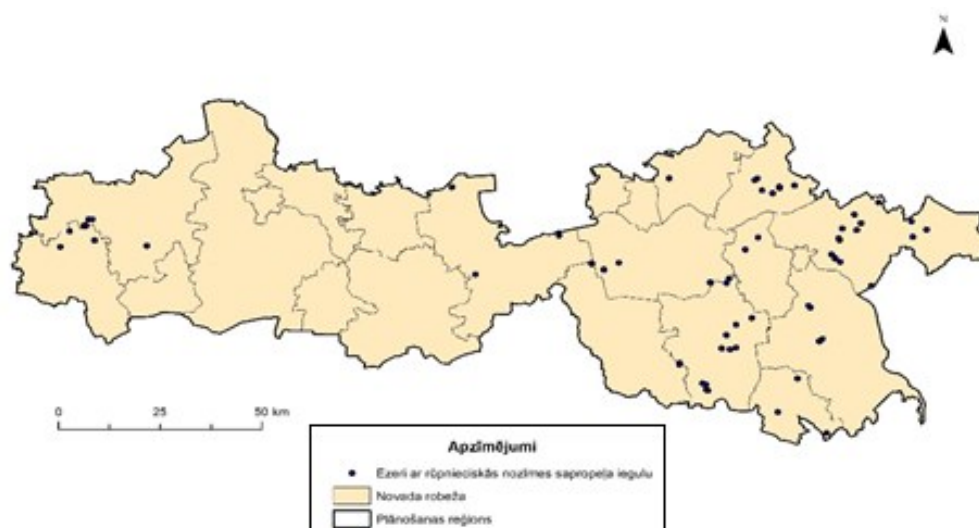 N
0 25 50 km
Apzīmējumi
Ezeri ar rūpnieciskās nozīmes sapropeļa iegulu
Novada robeža
Plānošanas reģions